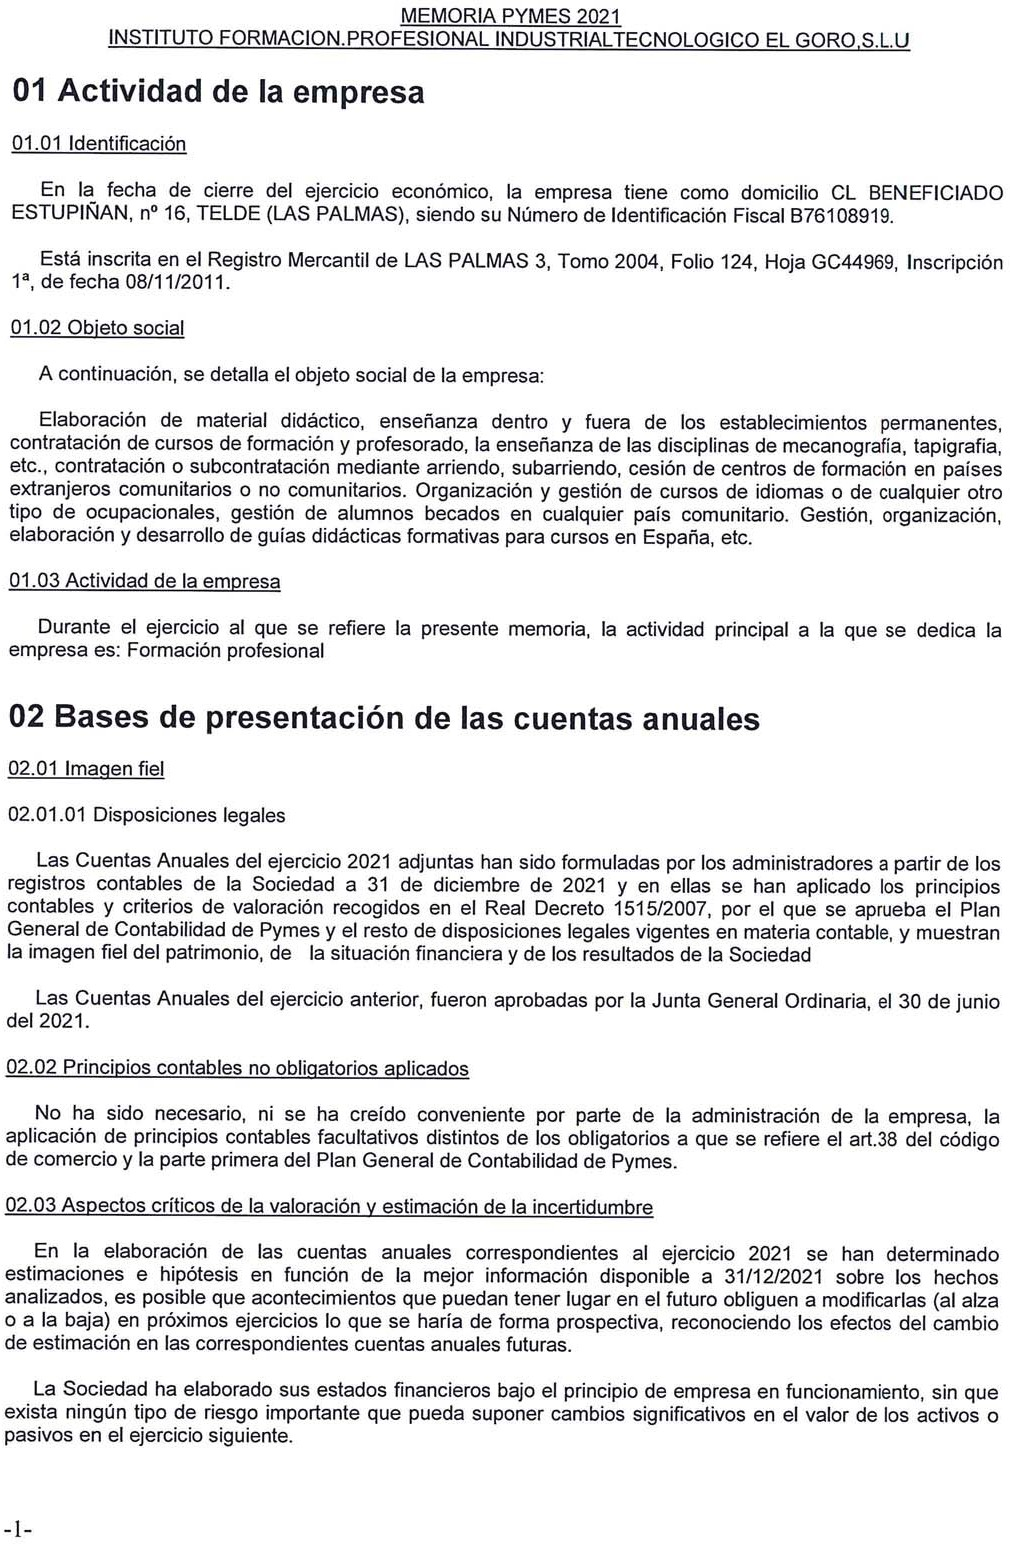 MEMORIA PYMES 2021
INSTITUTO FORMACION.PROFESIONAL INDUSTRIALTECNOLOGICO EL GORO,S.L.U
01 Actividad de la empresa
01.01 Identificación
En la fecha de cierre del ejercicio económico, la empresa tiene como domicilio CL BENEFICIADO
ESTUPIÑAN, nº 16, TELDE (LAS PALMAS), siendo su Número de Identificación Fiscal B76108919.
Está inscrita en el Registro Mercantil de LAS PALMAS 3, Tomo 2004, Folio 124, Hoja GC44969, Inscripción
1ª, de fecha 08/11/2011.
01.02 Objeto social
A continuación, se detalla el objeto social de la empresa:
Elaboración de material didáctico, enseñanza dentro y fuera de los establecimientos permanentes,
contratación de cursos de formación y profesorado, la enseñanza de las disciplinas de mecanografía, tapigrafia,
etc., contratación o subcontratación mediante arriendo, subarriendo, cesión de centros de formación en países
extranjeros comunitarios o no comunitarios. Organización y gestión de cursos de idiomas o de cualquier otro
tipo de ocupacionales, gestión de alumnos becados en cualquier país comunitario. Gestión, organización,
elaboración y desarrollo de guías didácticas formativas para cursos en España, etc.
01.03 Actividad de la empresa
Durante el ejercicio al que se refiere la presente memoria, la actividad principal a la que se dedica la
empresa es: Formación profesional
02 Bases de presentación de las cuentas anuales
02.01 Imagen fiel
02.01.01 Disposiciones legales
Las Cuentas Anuales del ejercicio 2021 adjuntas han sido formuladas por los administradores a partir de los
registros contables de la Sociedad a 31 de diciembre de 2021 y en ellas se han aplicado los principios
contables y criterios de valoración recogidos en el Real Decreto 1515/2007, por el que se aprueba el Plan
General de Contabilidad de Pymes y el resto de disposiciones legales vigentes en materia contable, y muestran
la imagen fiel del patrimonio, de la situación financiera y de los resultados de la Sociedad
Las Cuentas Anuales del ejercicio anterior, fueron aprobadas por la Junta General Ordinaria, el 30 de junio
del 2021.
02.02 Principios contables no obligatorios aplicados
No ha sido necesario, ni se ha creído conveniente por parte de la administración de la empresa, la
aplicación de principios contables facultativos distintos de los obligatorios a que se refiere el art.38 del código
de comercio y la parte primera del Plan General de Contabilidad de Pymes.
02.03 Aspectos críticos de la valoración y estimación de la incertidumbre
En la elaboración de las cuentas anuales correspondientes al ejercicio 2021 se han determinado
estimaciones e hipótesis en función de la mejor información disponible a 31/12/2021 sobre los hechos
analizados, es posible que acontecimientos que puedan tener lugar en el futuro obliguen a modificarlas (al alza
o a la baja) en próximos ejercicios lo que se haría de forma prospectiva, reconociendo los efectos del cambio
de estimación en las correspondientes cuentas anuales futuras.
La Sociedad ha elaborado sus estados financieros bajo el principio de empresa en funcionamiento, sin que
exista ningún tipo de riesgo importante que pueda suponer cambios significativos en el valor de los activos o
pasivos en el ejercicio siguiente.
-1-